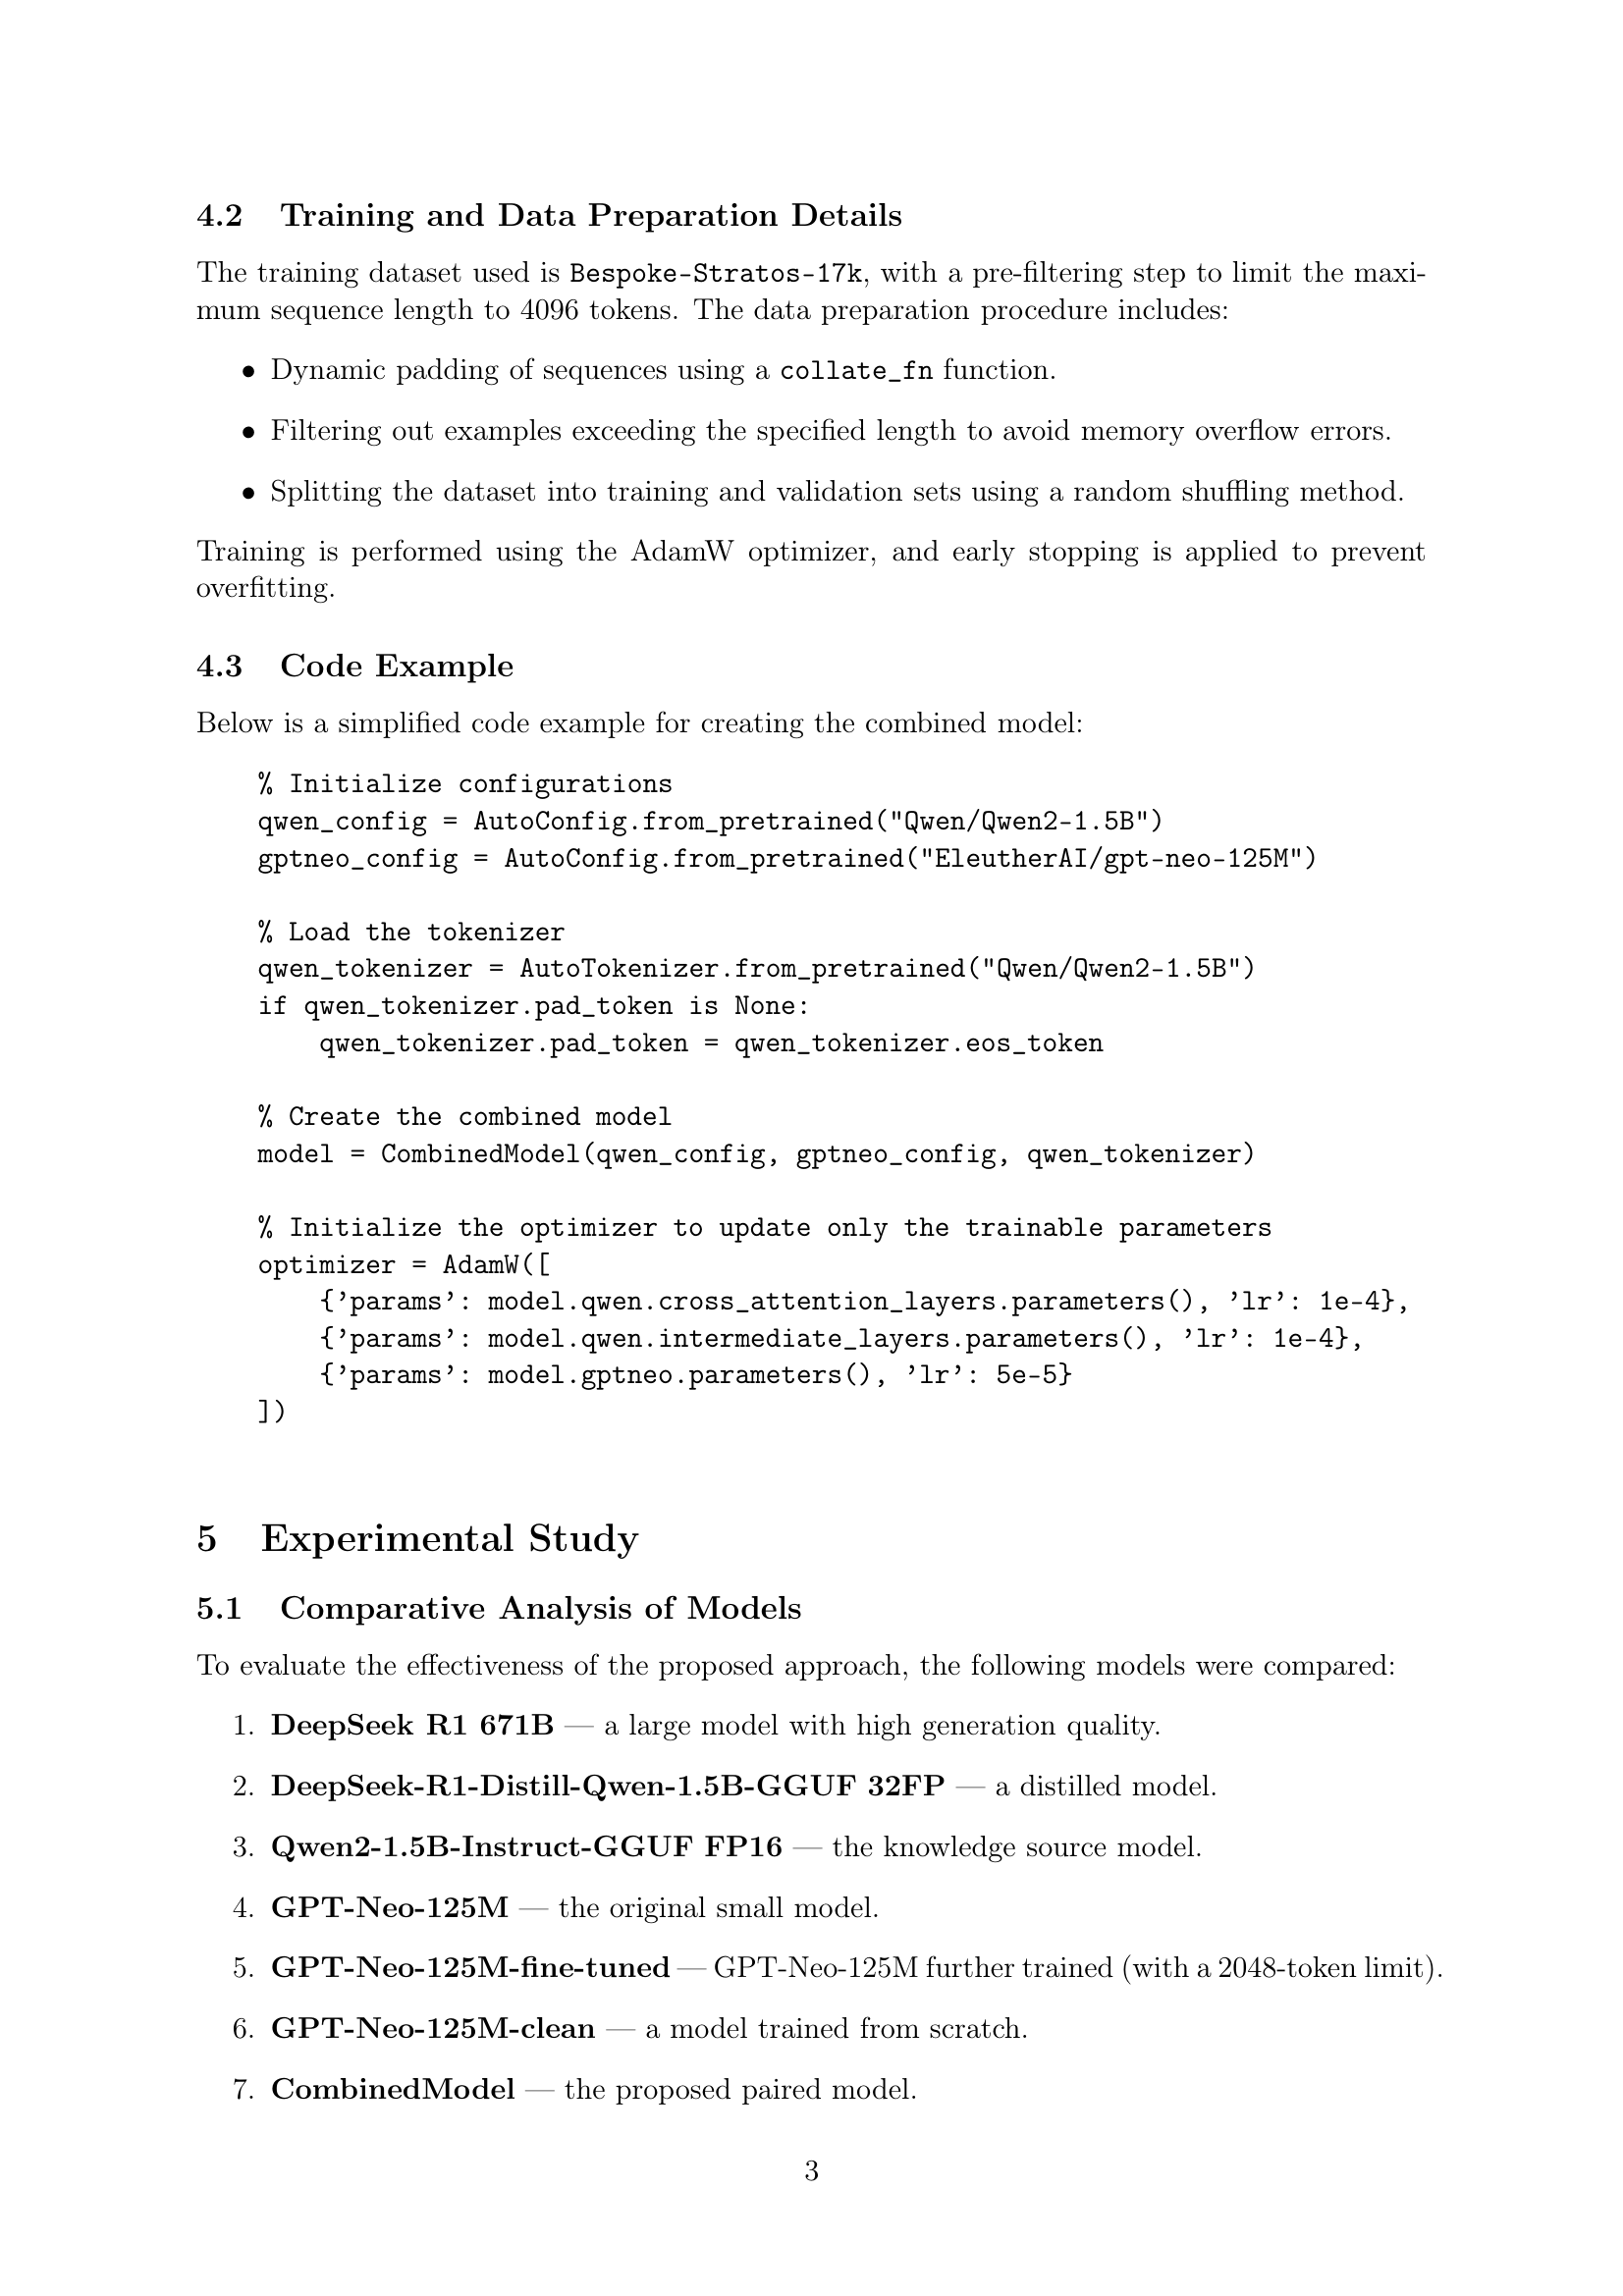 4.2 Training and Data Preparation Details
The training dataset used is Bespoke-Stratos-17k, with a pre-filtering step to limit the maxi-
mum sequence length to 4096 tokens. The data preparation procedure includes:
• Dynamic padding of sequences using a collate_fn function.
• Filtering out examples exceeding the specified length to avoid memory overflow errors.
• Splitting the dataset into training and validation sets using a random shuffling method.
Training is performed using the AdamW optimizer, and early stopping is applied to prevent
overfitting.
4.3 Code Example
Below is a simplified code example for creating the combined model:
% Initialize configurations
qwen_config = AutoConfig.from_pretrained("Qwen/Qwen2-1.5B")
gptneo_config = AutoConfig.from_pretrained("EleutherAI/gpt-neo-125M")
% Load the tokenizer
qwen_tokenizer = AutoTokenizer.from_pretrained("Qwen/Qwen2-1.5B")
if qwen_tokenizer.pad_token is None:
    qwen_tokenizer.pad_token = qwen_tokenizer.eos_token
% Create the combined model
model = CombinedModel(qwen_config, gptneo_config, qwen_tokenizer)
% Initialize the optimizer to update only the trainable parameters
optimizer = AdamW([
    {’params’: model.qwen.cross_attention_layers.parameters(), ’lr’: 1e-4},
    {’params’: model.qwen.intermediate_layers.parameters(), ’lr’: 1e-4},
    {’params’: model.gptneo.parameters(), ’lr’: 5e-5}
])
5 Experimental Study
5.1 Comparative Analysis of Models
To evaluate the effectiveness of the proposed approach, the following models were compared:
1. DeepSeek R1 671B — a large model with high generation quality.
2. DeepSeek-R1-Distill-Qwen-1.5B-GGUF 32FP — a distilled model.
3. Qwen2-1.5B-Instruct-GGUF FP16 — the knowledge source model.
4. GPT-Neo-125M — the original small model.
5. GPT-Neo-125M-fine-tuned — GPT-Neo-125M further trained (with a 2048-token limit).
6. GPT-Neo-125M-clean — a model trained from scratch.
7. CombinedModel — the proposed paired model.
3